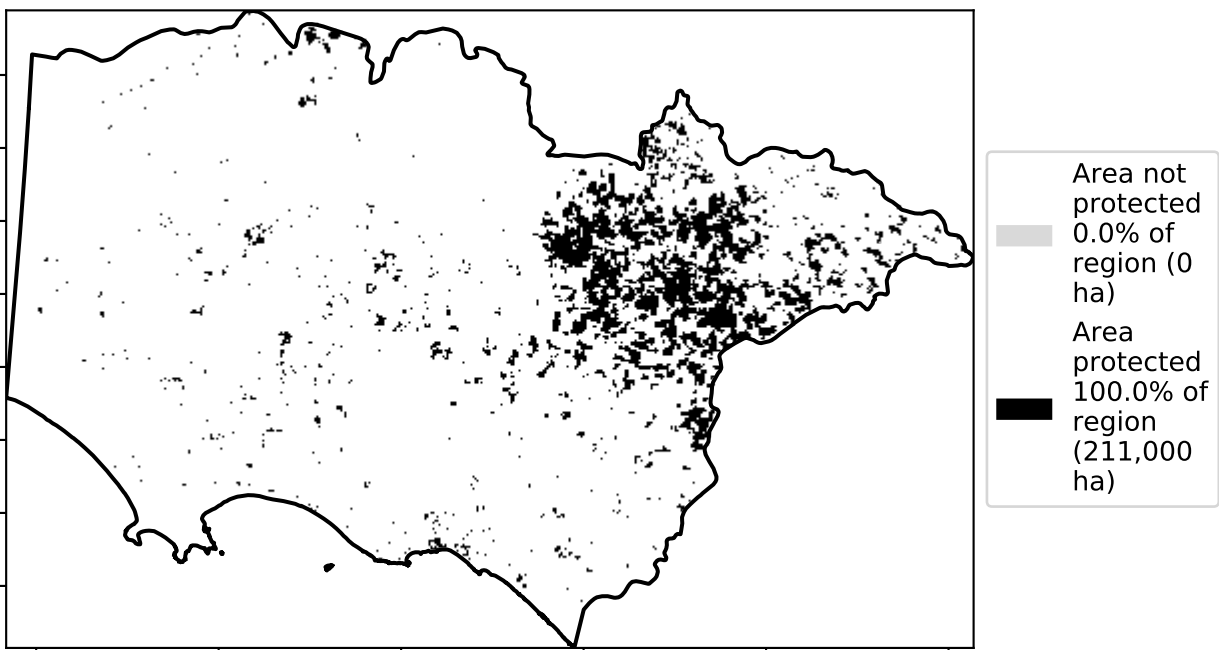 Area not
protected
0.0% of
region (0
ha)
Area
protected
100.0% of
region
(211,000
ha)